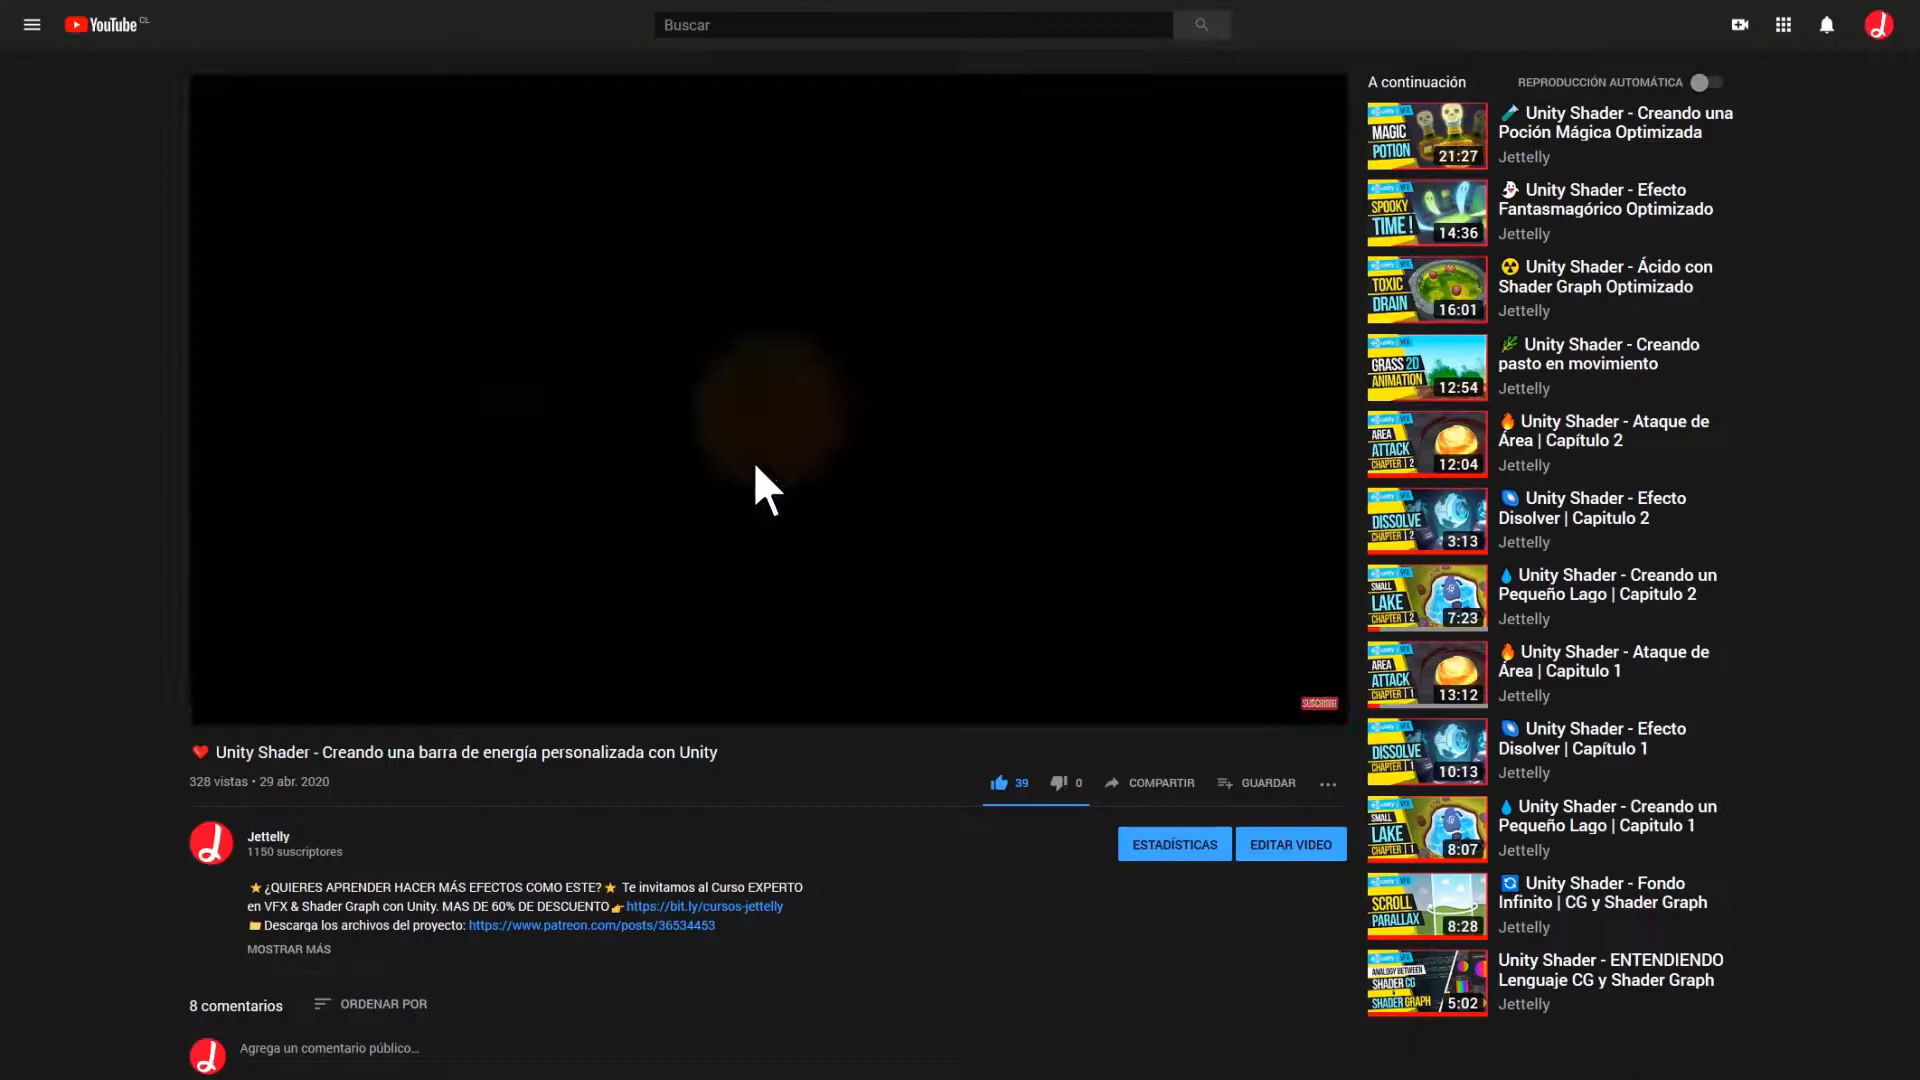 YouTube CL
Buscar
A continuación
REPRODUCCIÓN AUTOMÁTICA
MAGIC
POTION
21:27
Unity Shader - Creando una
Poción Mágica Optimizada
Jettelly
SPOOKY
TIME !
14:36
Unity Shader - Efecto
Fantasmagórico Optimizado
Jettelly
TOXIC
DRAIN
16:01
Unity Shader - Ácido con
Shader Graph Optimizado
Jettelly
GRASS 2D
ANIMATION
12:54
Unity Shader - Creando
pasto en movimiento
Jettelly
AREA
ATTACK
CHAPTER | 2
12:04
Unity Shader - Ataque de
Área | Capítulo 2
Jettelly
DISSOLVE
CHAPTER | 2
3:13
Unity Shader - Efecto
Disolver | Capitulo 2
Jettelly
SMALL
LAKE
CHAPTER | 2
7:23
Unity Shader - Creando un
Pequeño Lago | Capitulo 2
Jettelly
AREA
ATTACK
CHAPTER | 1
13:12
Unity Shader - Ataque de
Área | Capitulo 1
Jettelly
DISSOLVE
CHAPTER | 1
10:13
Unity Shader - Efecto
Disolver | Capítulo 1
Jettelly
SMALL
LAKE
CHAPTER | 1
8:07
Unity Shader - Creando un
Pequeño Lago | Capitulo 1
Jettelly
SCROLL
PARALLAX
8:28
Unity Shader - Fondo
Infinito | CG y Shader Graph
Jettelly
ANALOGY BETWEEN
SHADER CG
SHADER GRAPH
5:02
Unity Shader - ENTENDIENDO
Lenguaje CG y Shader Graph
Jettelly
SUSCRIBIR
Unity Shader - Creando una barra de energía personalizada con Unity
328 vistas • 29 abr. 2020
39
0
COMPARTIR
GUARDAR
Jettelly
1150 suscriptores
ESTADÍSTICAS
EDITAR VIDEO
¿QUIERES APRENDER HACER MÁS EFECTOS COMO ESTE? Te invitamos al Curso EXPERTO
en VFX & Shader Graph con Unity. MAS DE 60% DE DESCUENTO https://bit.ly/cursos-jettelly
Descarga los archivos del proyecto: https://www.patreon.com/posts/36534453
MOSTRAR MÁS
8 comentarios
ORDENAR POR
Agrega un comentario público...